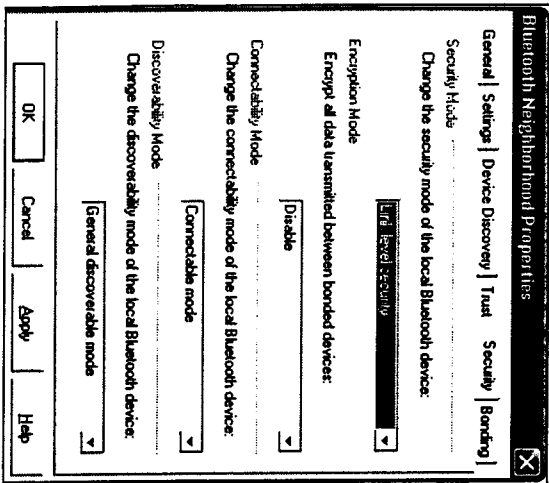 Bluetooth Neighborhood Properties
General Settings Device Discovery Trust Security Bonding
Security Mode
Change the security mode of the local Bluetooth device:
Link level security
Encryption Mode
Encrypt all data transmitted between bonded devices:
Disable
Connectability Mode
Change the connectability mode of the local Bluetooth device:
Connectable mode
Discoverability Mode
Change the discoverability mode of the local Bluetooth device:
General discoverable mode
OK Cancel Apply Help